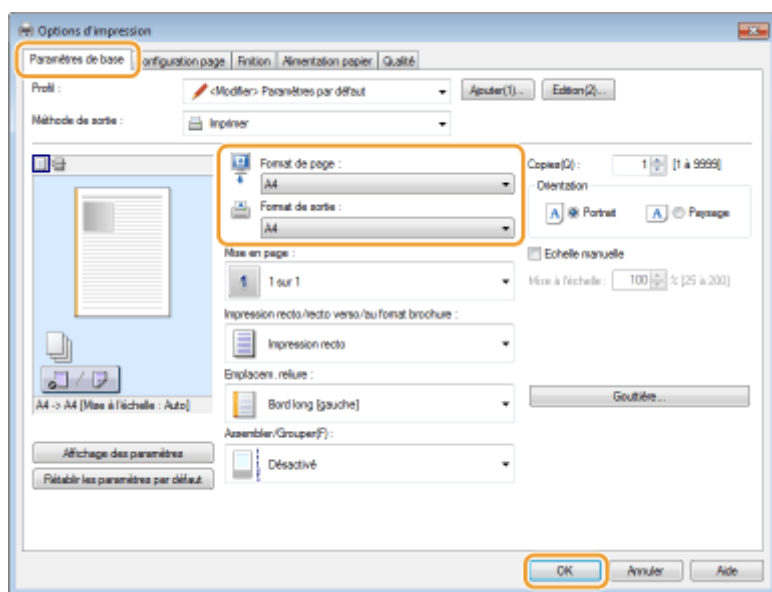 Options d'impression
Paramètres de base onfiguration page Finition Alimentation papier Qualité
Profil :
<Modifier> Paramètres par défaut
Ajouter(1)... Edition(2)...
Méthode de sortie :
Imprimer
Format de page :
A4
Format de sortie :
A4
Copies(Q) : 1 [1 à 9999]
Orientation
A Portrait A Paysage
Mise en page :
1 1 sur 1
Echelle manuelle
Mise à l'échelle : 100 % [25 à 200]
Impression recto/recto verso/au format brochure :
Impression recto
Emplacem. reliure :
Bord long [gauche]
Gouttière...
A4 -> A4 [Mise à l'échelle : Auto]
Assembler/Grouper(F) :
Désactivé
Affichage des paramètres
Rétablir les paramètres par défaut
OK Annuler Aide